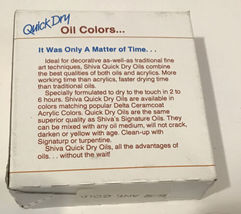 Quick Dry
Oil Colors...
It Was Only A Matter of Time. . .
Ideal for decorative as-well-as traditional fine
art techniques, Shiva Quick Dry Oils combine
the best qualities of both oils and acrylics. More
working time than acrylics, faster drying time
than traditional oils.
Specially formulated to dry to the touch in 2 to
6 hours. Shiva Quick Dry Oils are available in
colors matching popular Delta Ceramcoat
Acrylic Colors. Quick Dry Oils are the same
superior quality as Shiva's Signature Oils. They
can be mixed with any oil medium, will not crack,
darken or yellow with age. Clean-up with
Signaturp or turpentine.
Shiva Quick Dry Oils, all the advantages of
oils. . . without the wait!